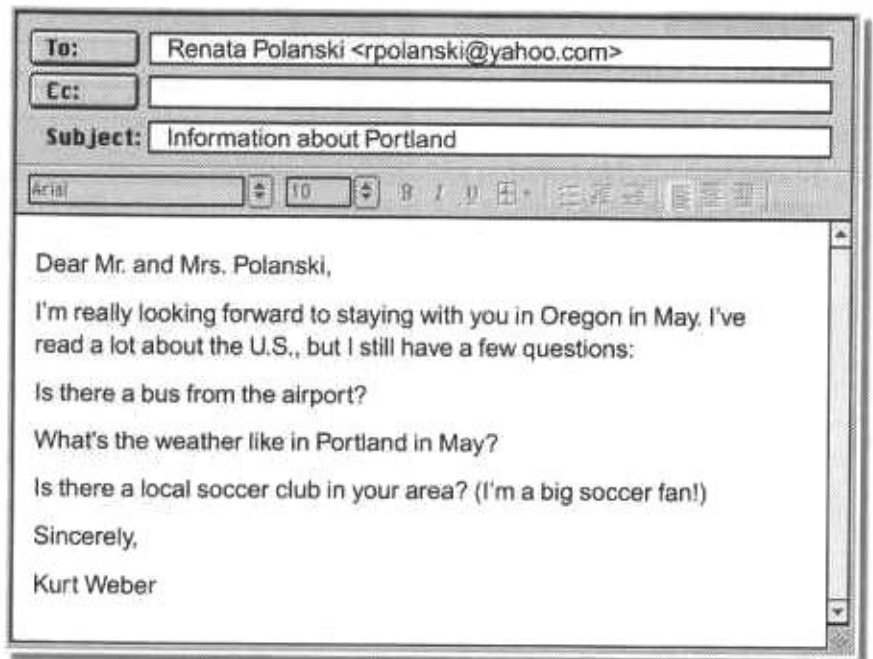 To: Renata Polanski <rpolanski@yahoo.com>
Cc:
Subject: Information about Portland
Arial 10 B I U
Dear Mr. and Mrs. Polanski,
I'm really looking forward to staying with you in Oregon in May. I've
read a lot about the U.S., but I still have a few questions:
Is there a bus from the airport?
What's the weather like in Portland in May?
Is there a local soccer club in your area? (I'm a big soccer fan!)
Sincerely,
Kurt Weber